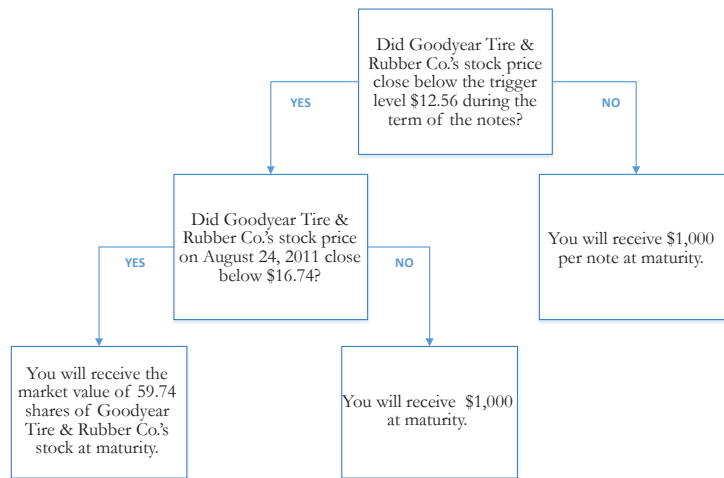 Did Goodyear Tire &
Rubber Co.'s stock price
close below the trigger
level $12.56 during the
term of the notes?
YES
NO
Did Goodyear Tire &
Rubber Co.'s stock price
on August 24, 2011 close
below $16.74?
You will receive $1,000
per note at maturity.
YES
NO
You will receive the
market value of 59.74
shares of Goodyear
Tire & Rubber Co.'s
stock at maturity.
You will receive $1,000
at maturity.